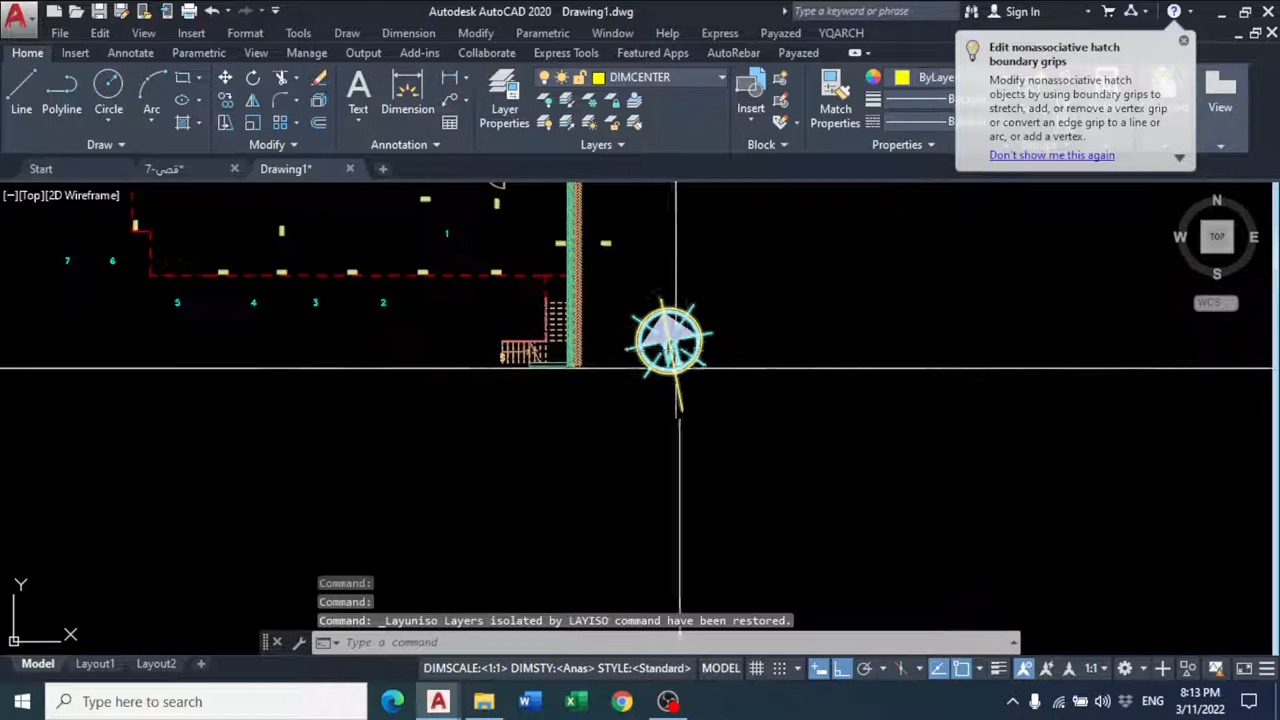 Autodesk AutoCAD 2020 Drawing1.dwg
Type a keyword or phrase
Sign In
File Edit View Insert Format Tools Draw Dimension Modify Parametric Window Help Express Payazed YQARCH
Home Insert Annotate Parametric View Manage Output Add-ins Collaborate Express Tools Featured Apps AutoRebar Payazed
Line Polyline Circle Arc
Text Dimension
Layer Properties
DIMCENTER
Insert
Match Properties
ByLaye
View
Draw Modify Annotation Layers Block Properties
Edit nonassociative hatch
boundary grips
Modify nonassociative hatch
objects by using boundary grips to
stretch, add, or remove a vertex grip
or convert an edge grip to a line or
arc, or add a vertex.
Don't show me this again
Start
قصي-7*
Drawing1*
[−][Top][2D Wireframe]
N
W TOP E
S
WCS
1
7 6
5 4 3 2
Y
X
Command:
Command:
Command: _Layuniso Layers isolated by LAYISO command have been restored.
Type a command
Model Layout1 Layout2
DIMSCALE:<1:1> DIMSTY:<Anas> STYLE:<Standard> MODEL
1:1
Type here to search
ENG
8:13 PM
3/11/2022